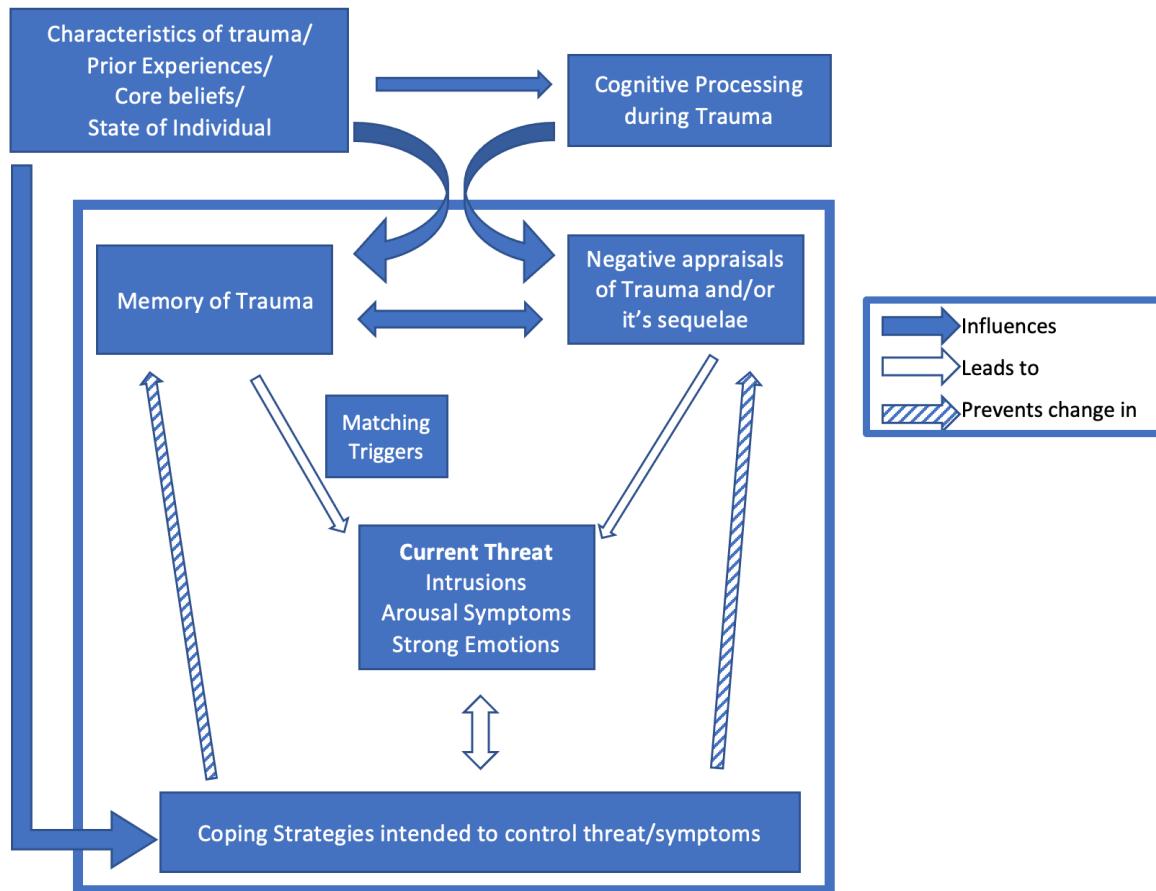 Characteristics of trauma/
Prior Experiences/
Core beliefs/
State of Individual
Cognitive Processing
during Trauma
Memory of Trauma
Negative appraisals
of Trauma and/or
it’s sequelae
Influences
Leads to
Prevents change in
Matching
Triggers
Current Threat
Intrusions
Arousal Symptoms
Strong Emotions
Coping Strategies intended to control threat/symptoms